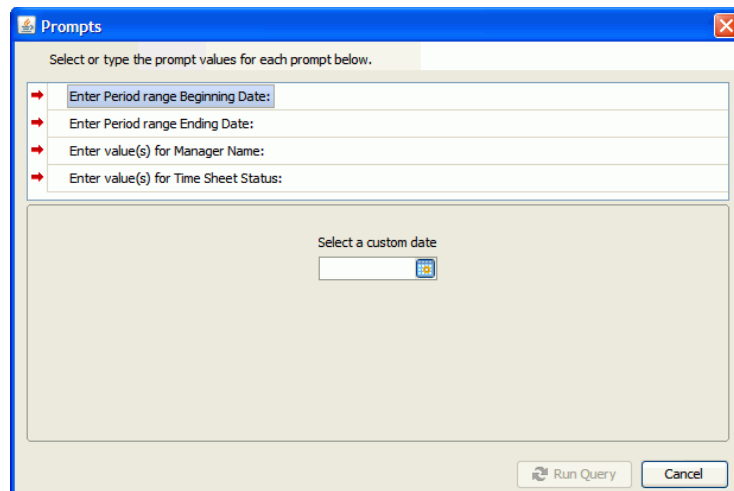 Prompts
Select or type the prompt values for each prompt below.
Enter Period range Beginning Date:
Enter Period range Ending Date:
Enter value(s) for Manager Name:
Enter value(s) for Time Sheet Status:
Select a custom date
Run Query Cancel